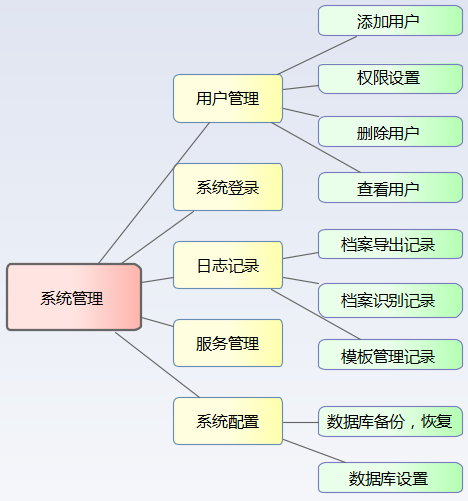 添加用户
用户管理
权限设置
删除用户
查看用户
系统登录
日志记录
档案导出记录
档案识别记录
模板管理记录
系统管理
服务管理
系统配置
数据库备份，恢复
数据库设置